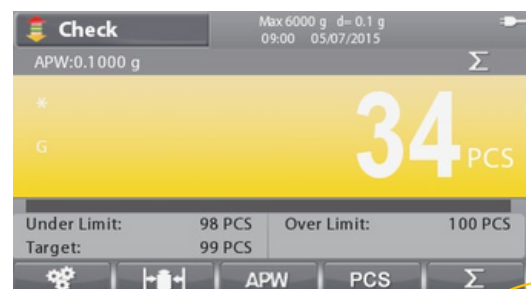 Check
Max 6000 g d= 0.1 g
09:00 05/07/2015
APW:0.1000 g
Σ
*
G
34 PCS
Under Limit: 98 PCS
Over Limit: 100 PCS
Target: 99 PCS
APW
PCS
Σ